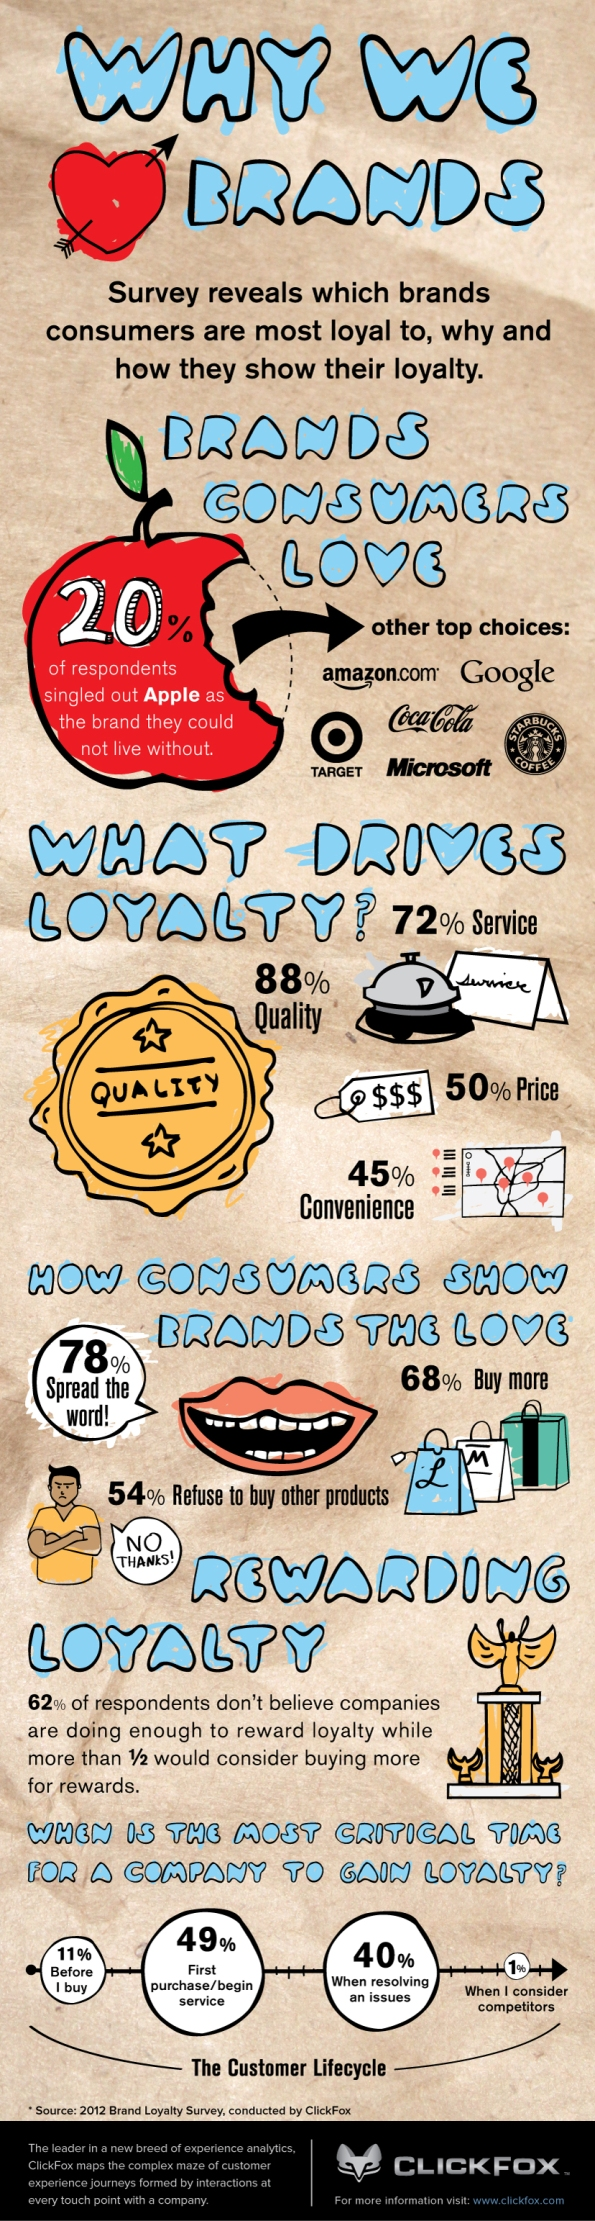 WHY WE
BRANDS
Survey reveals which brands
consumers are most loyal to, why and
how they show their loyalty.
BRANDS
CONSUMERS
LOVE
20%
of respondents
singled out Apple as
the brand they could
not live without.
other top choices:
amazon.com
Google
TARGET
Coca-Cola
Microsoft
STARBUCKS
COFFEE
WHAT DRIVES
LOYALTY?
72% Service
88%
Quality
service
QUALITY
$$$
50% Price
45%
Convenience
HOW CONSUMERS SHOW
BRANDS THE LOVE
78%
Spread the
word!
68% Buy more
L
M
54% Refuse to buy other products
NO
THANKS!
REWARDING
LOYALTY
62% of respondents don't believe companies
are doing enough to reward loyalty while
more than ½ would consider buying more
for rewards.
WHEN IS THE MOST CRITICAL TIME
FOR A COMPANY TO GAIN LOYALTY?
11%
Before
I buy
49%
First
purchase/begin
service
40%
When resolving
an issues
1%
When I consider
competitors
The Customer Lifecycle
* Source: 2012 Brand Loyalty Survey, conducted by ClickFox
The leader in a new breed of experience analytics,
ClickFox maps the complex maze of customer
experience journeys formed by interactions at
every touch point with a company.
CLICKFOX™
For more information visit: www.clickfox.com